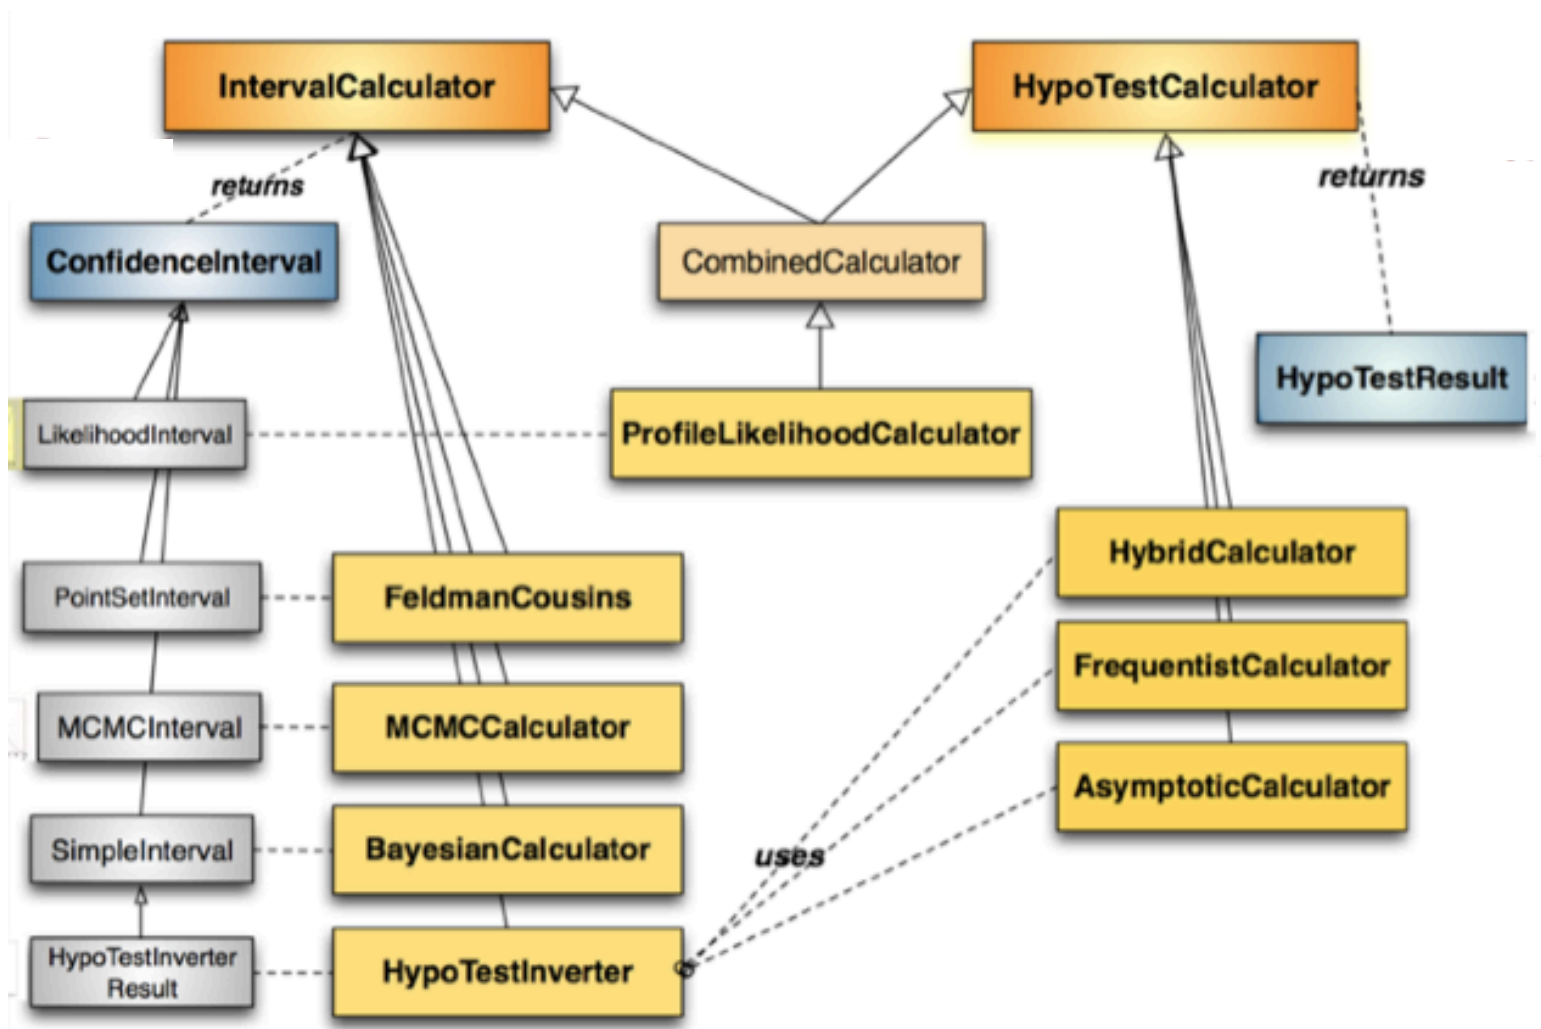 IntervalCalculator
HypoTestCalculator
returns
returns
ConfidenceInterval
CombinedCalculator
HypoTestResult
LikelihoodInterval
ProfileLikelihoodCalculator
HybridCalculator
PointSetInterval
FeldmanCousins
FrequentistCalculator
MCMCInterval
MCMCCalculator
AsymptoticCalculator
SimpleInterval
BayesianCalculator
uses
HypoTestInverter
Result
HypoTestInverter